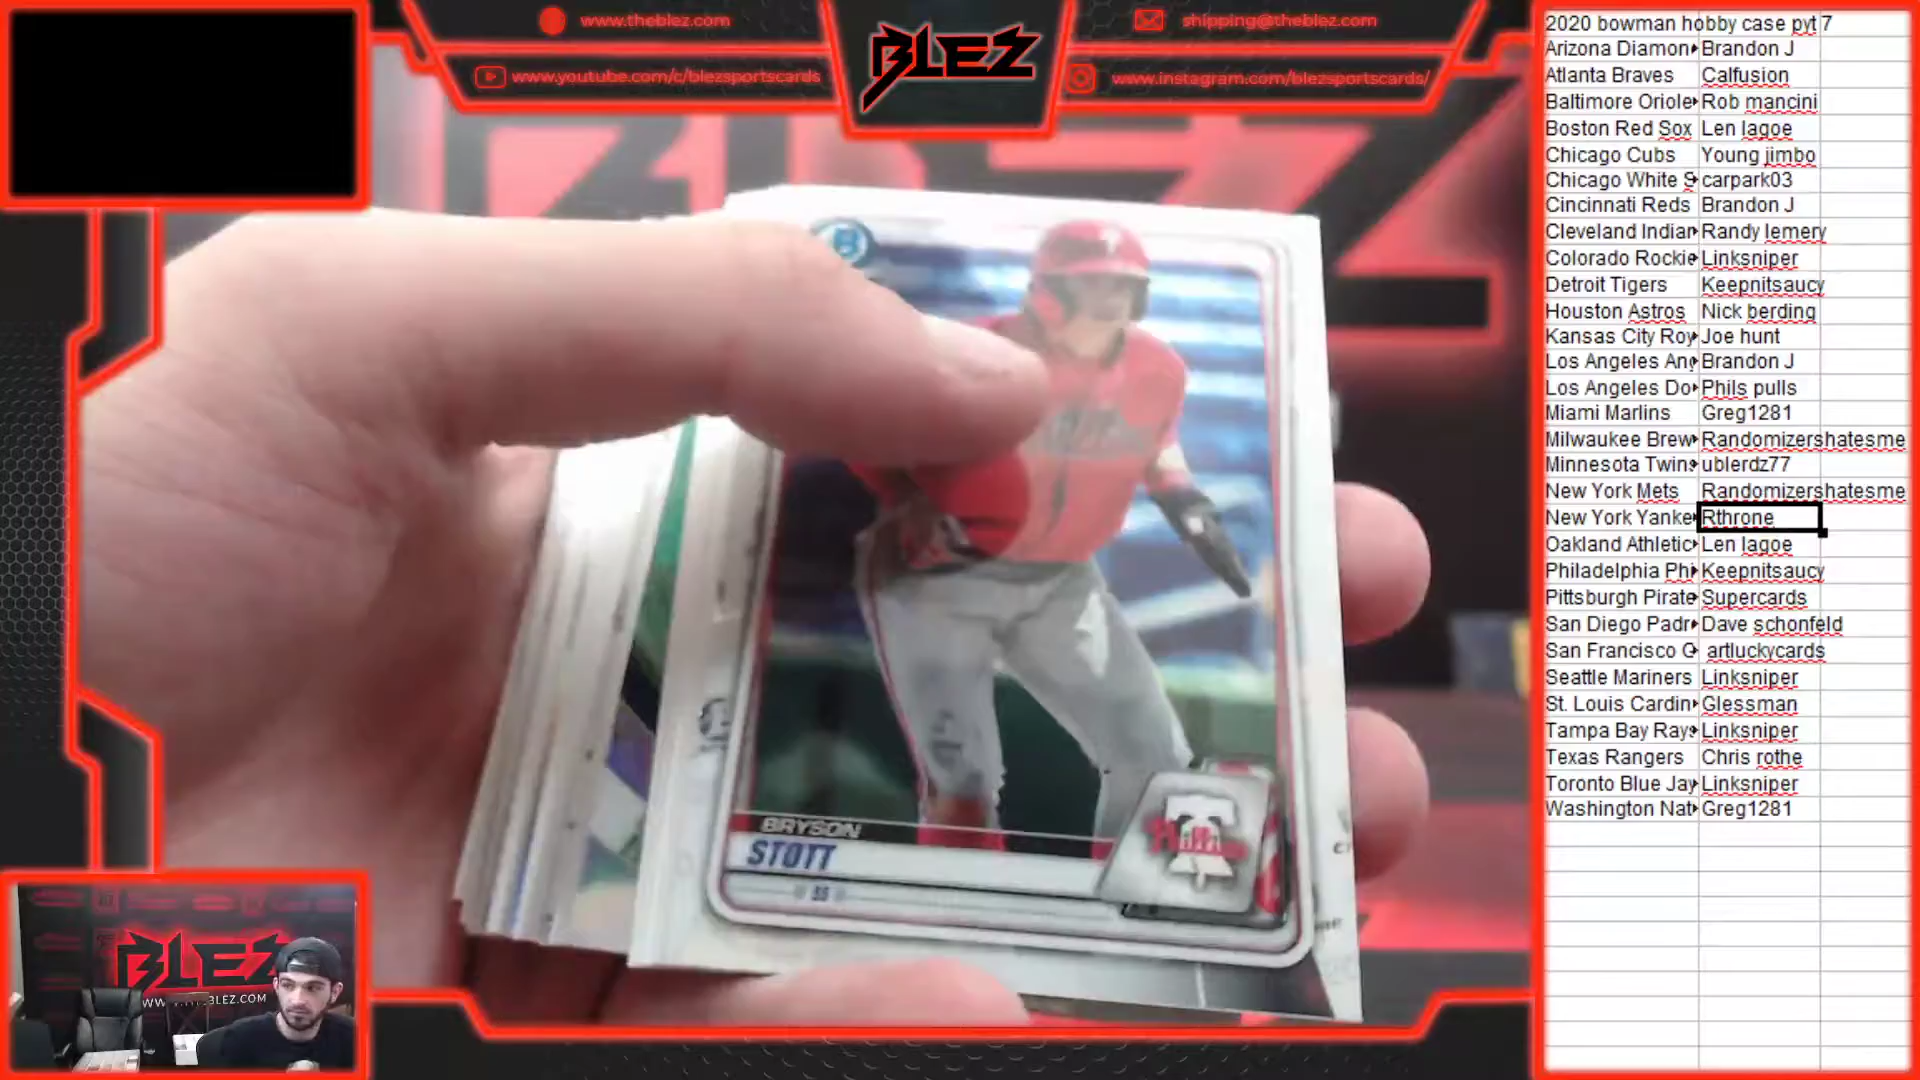 www.theblez.com
shipping@theblez.com
www.youtube.com/c/blezsportscards
www.instagram.com/blezsportscards/
BLEZ
2020 bowman hobby case pyt 7
Arizona Diamon Brandon J
Atlanta Braves Calfusion
Baltimore Oriole Rob mancini
Boston Red Sox Len lagoe
Chicago Cubs Young jimbo
Chicago White S carpark03
Cincinnati Reds Brandon J
Cleveland Indian Randy lemery
Colorado Rockie Linksniper
Detroit Tigers Keepnitsaucy
Houston Astros Nick berding
Kansas City Roy Joe hunt
Los Angeles Ang Brandon J
Los Angeles Do Phils pulls
Miami Marlins Greg1281
Milwaukee Brew Randomizershatesme
Minnesota Twin ublerdz77
New York Mets Randomizershatesme
New York Yanke Rthrone
Oakland Athletic Len lagoe
Philadelphia Phi Keepnitsaucy
Pittsburgh Pirate Supercards
San Diego Padr Dave schonfeld
San Francisco G artluckycards
Seattle Mariners Linksniper
St. Louis Cardin Glessman
Tampa Bay Rays Linksniper
Texas Rangers Chris rothe
Toronto Blue Jay Linksniper
Washington Nat Greg1281
B
BRYSON
STOTT
SS
Phillies
BLEZ